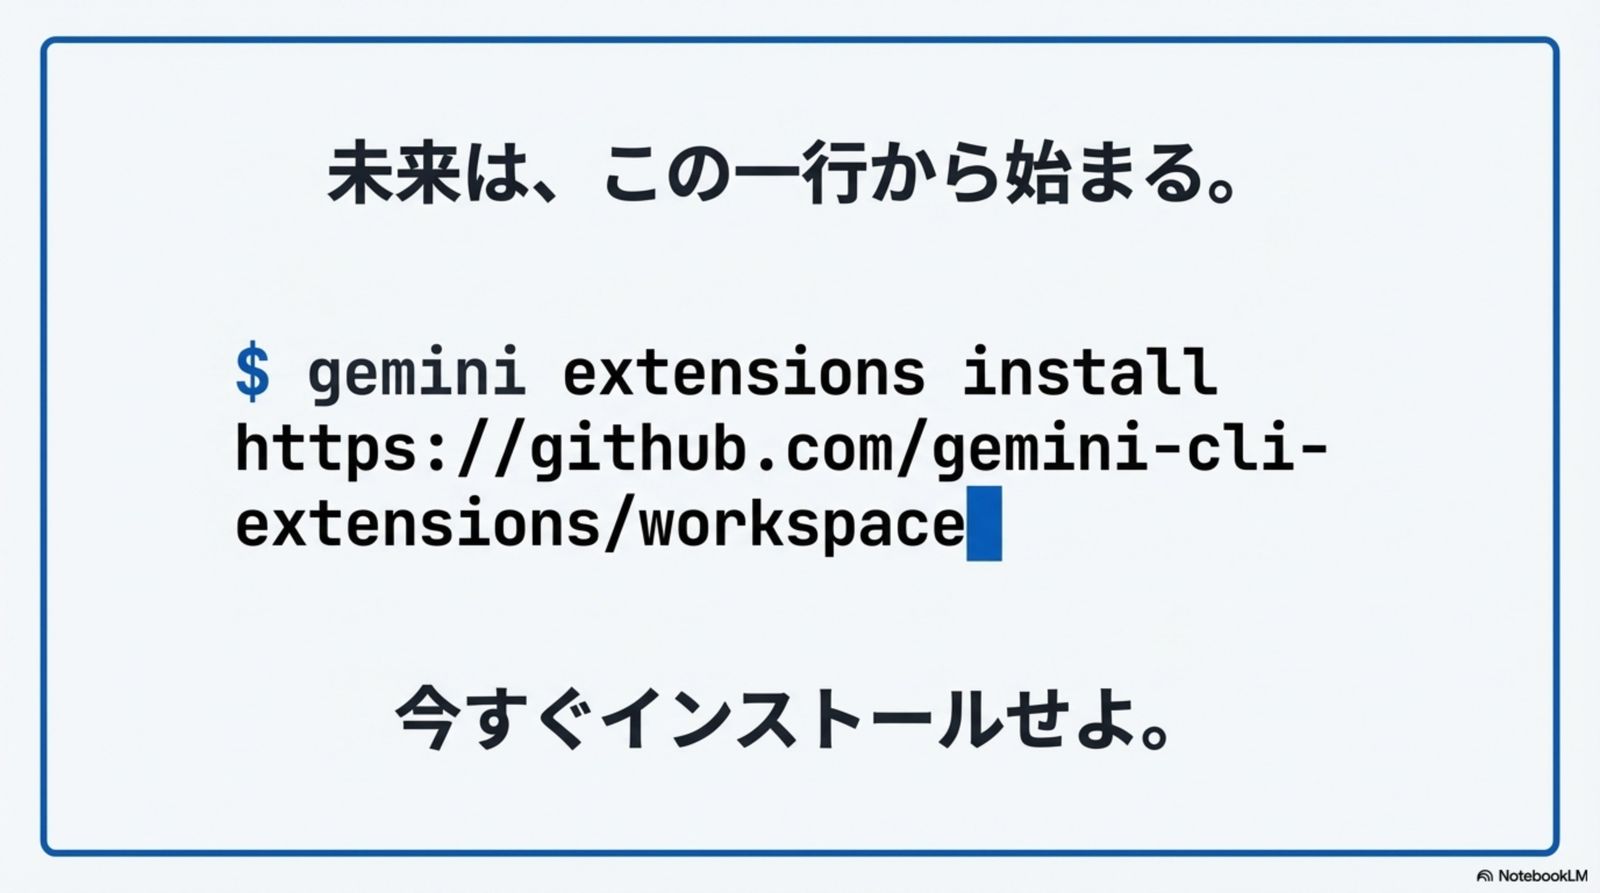 未来は、この一行から始まる。
$ gemini extensions install
https://github.com/gemini-cli-
extensions/workspace
今すぐインストールせよ。
NotebookLM